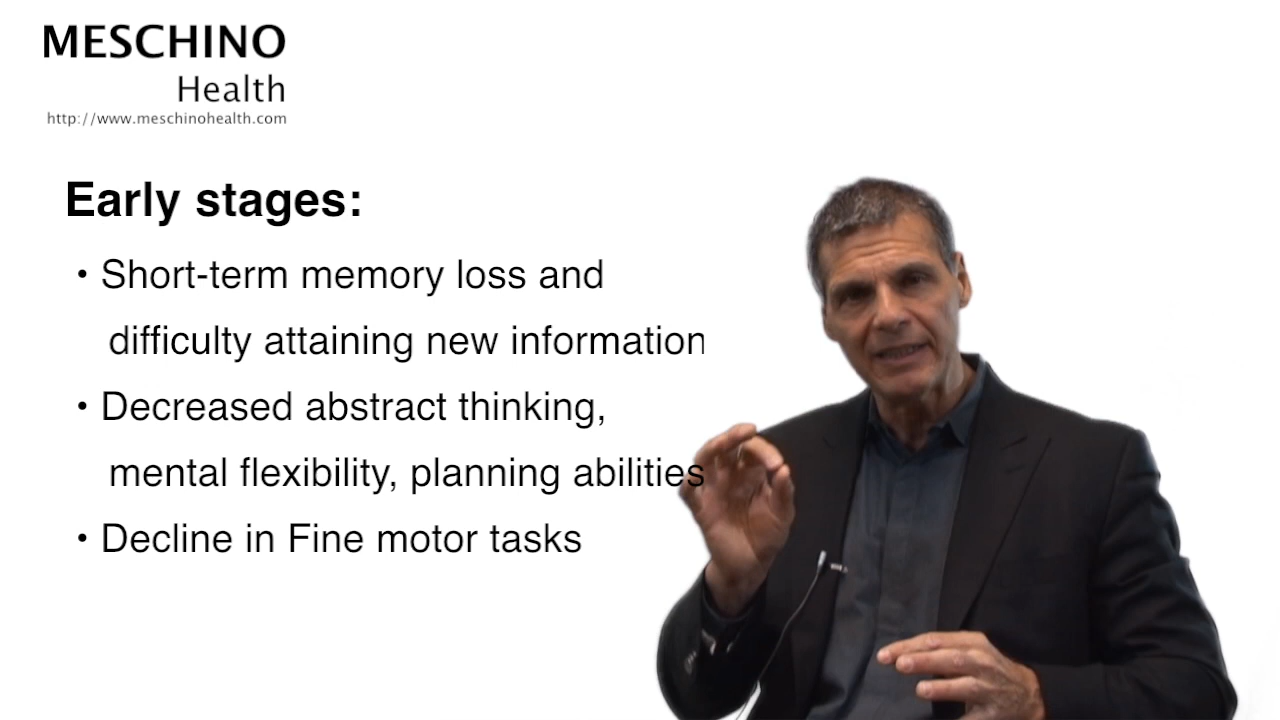 MESCHINO
Health
http://www.meschinohealth.com
Early stages:
• Short-term memory loss and
difficulty attaining new information
• Decreased abstract thinking,
mental flexibility, planning abilities
• Decline in Fine motor tasks